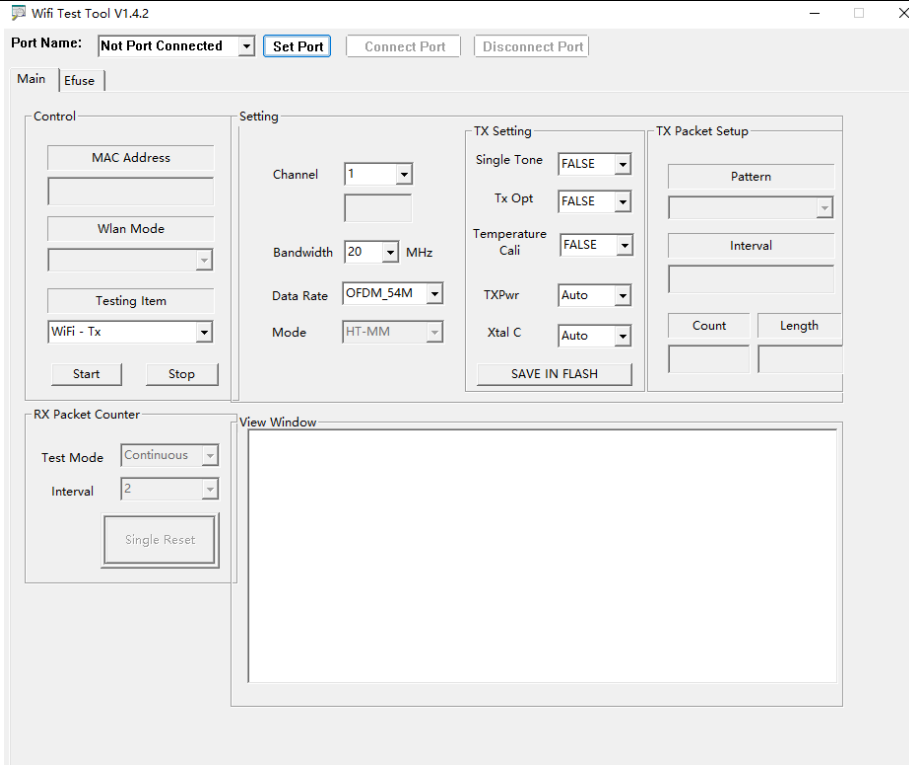 Wifi Test Tool V1.4.2
Port Name: Not Port Connected Set Port Connect Port Disconnect Port
Main Efuse
Control
MAC Address
Wlan Mode
Testing Item
WiFi - Tx
Start Stop
Setting
Channel 1
Bandwidth 20 MHz
Data Rate OFDM_54M
Mode HT-MM
TX Setting
Single Tone FALSE
Tx Opt FALSE
Temperature
Cali FALSE
TXPwr Auto
Xtal C Auto
SAVE IN FLASH
TX Packet Setup
Pattern
Interval
Count Length
RX Packet Counter
Test Mode Continuous
Interval 2
Single Reset
View Window